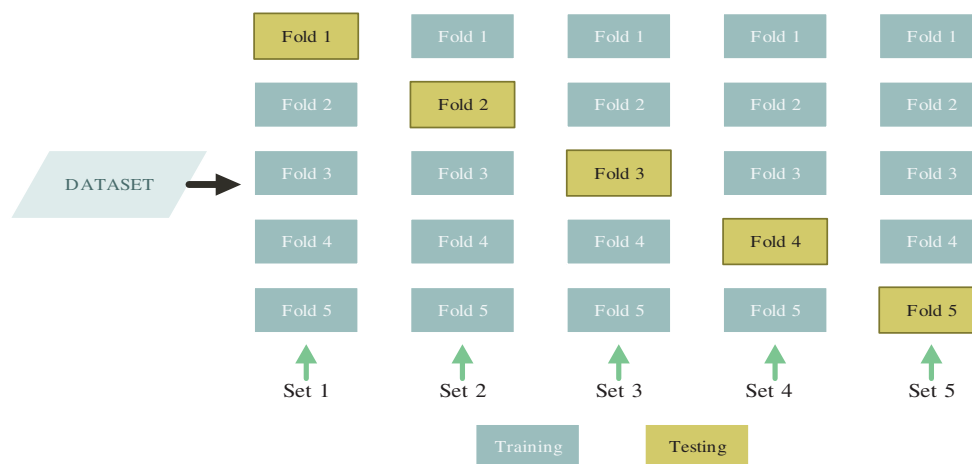 Fold 1 Fold 1 Fold 1 Fold 1 Fold 1
Fold 2 Fold 2 Fold 2 Fold 2 Fold 2
DATASET
Fold 3 Fold 3 Fold 3 Fold 3 Fold 3
Fold 4 Fold 4 Fold 4 Fold 4 Fold 4
Fold 5 Fold 5 Fold 5 Fold 5 Fold 5
Set 1 Set 2 Set 3 Set 4 Set 5
Training Testing